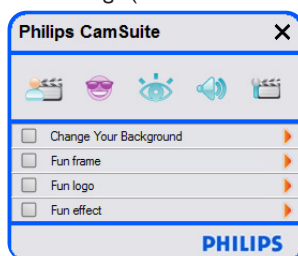 Philips CamSuite
Change Your Background
Fun frame
Fun logo
Fun effect
PHILIPS